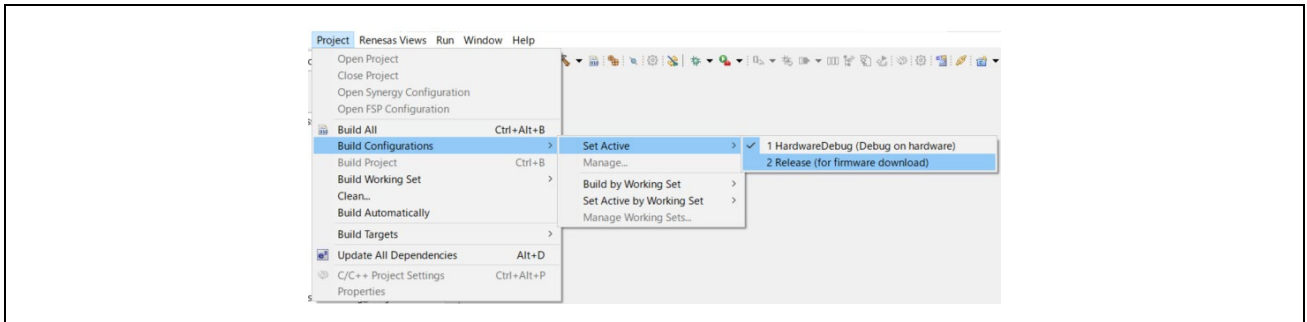 Project Renesas Views Run Window Help
Open Project
Close Project
Open Synergy Configuration
Open FSP Configuration
Build All Ctrl+Alt+B
Build Configurations >
Set Active >
✓ 1 HardwareDebug (Debug on hardware)
2 Release (for firmware download)
Build Project Ctrl+B
Manage...
Build Working Set >
Build by Working Set >
Clean...
Set Active by Working Set >
Build Automatically
Manage Working Sets...
Build Targets >
Update All Dependencies Alt+D
C/C++ Project Settings Ctrl+Alt+P
Properties